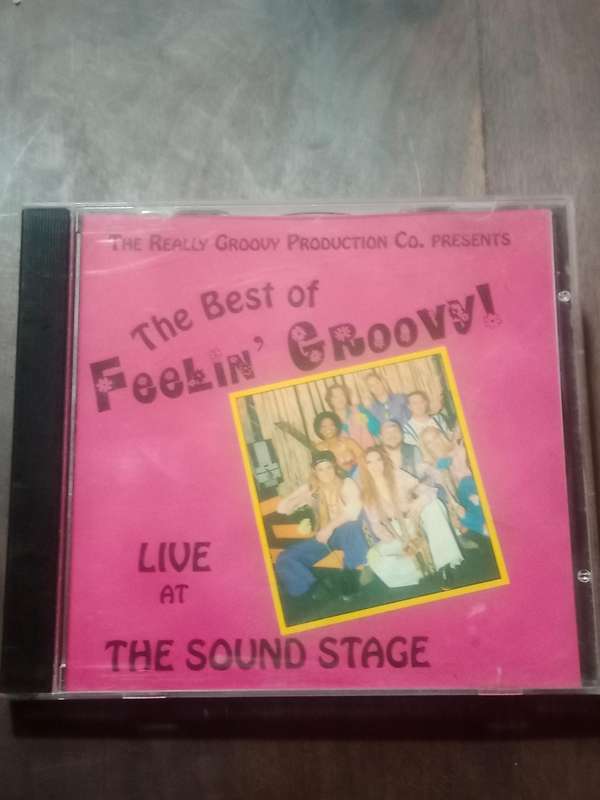 THE REALLY GROOVY PRODUCTION CO. PRESENTS
The Best of
FEELIN' GROOVY!
LIVE
AT
THE SOUND STAGE